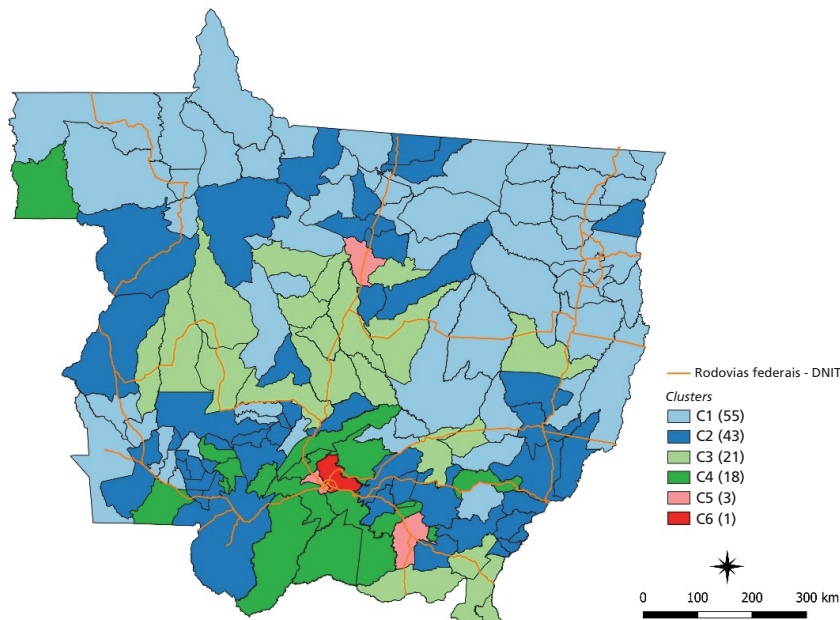 Rodovias federais - DNIT
Clusters
C1 (55)
C2 (43)
C3 (21)
C4 (18)
C5 (3)
C6 (1)
0 100 200 300 km